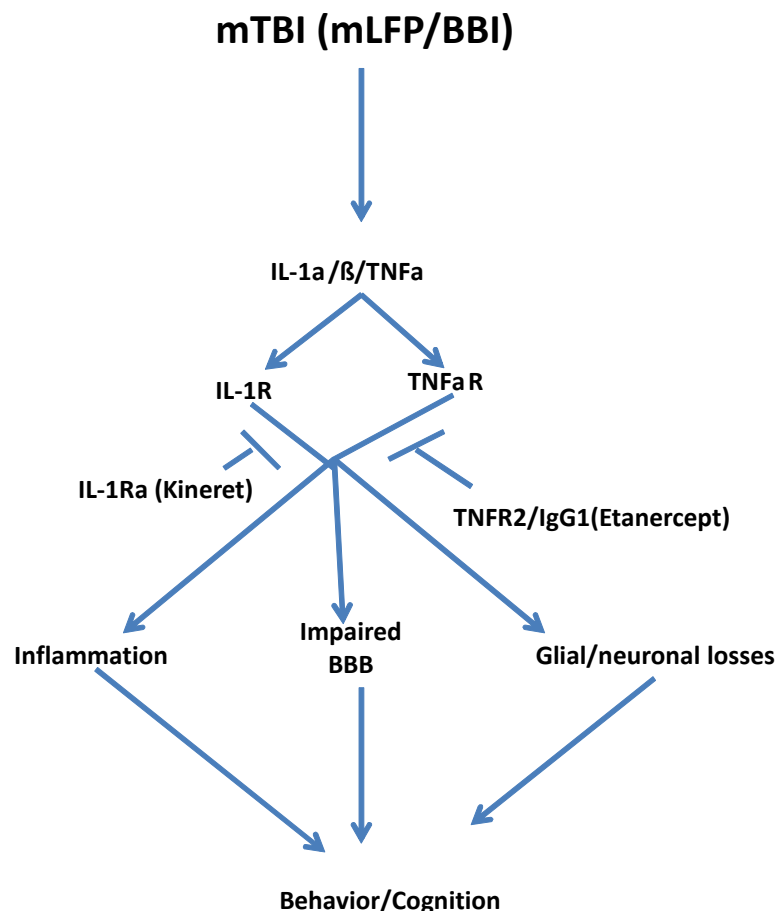 mTBI (mLFP/BBI)
IL-1a/ß/TNFa
IL-1R
TNFa R
IL-1Ra (Kineret)
TNFR2/IgG1(Etanercept)
Inflammation
Impaired
BBB
Glial/neuronal losses
Behavior/Cognition